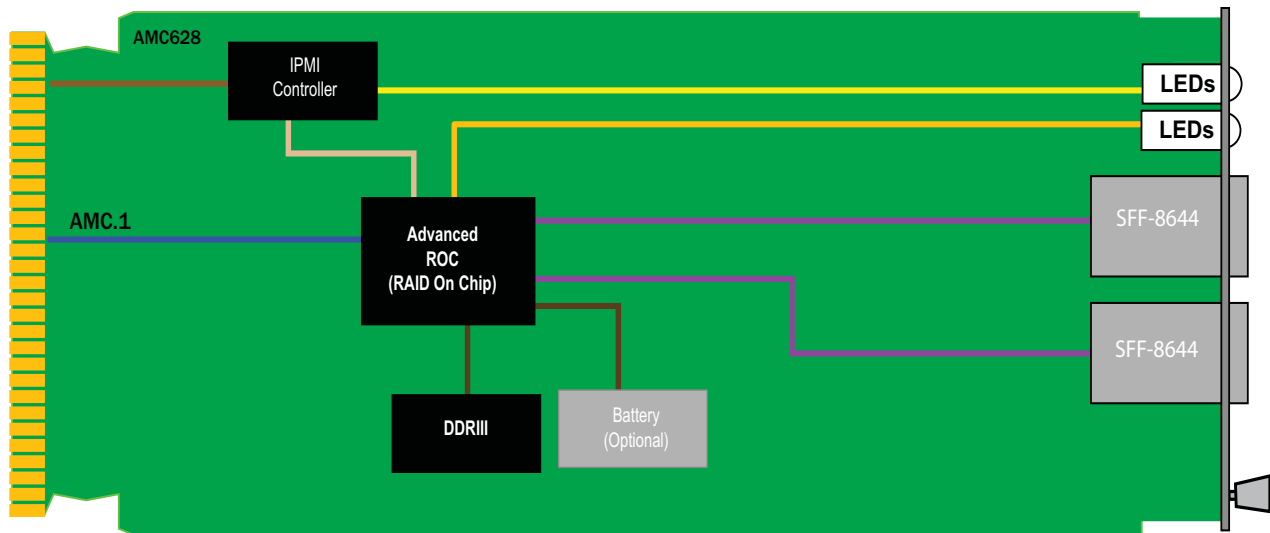 AMC628
IPMI
Controller
LEDs
LEDs
AMC.1
Advanced
ROC
(RAID On Chip)
SFF-8644
SFF-8644
DDRIII
Battery
(Optional)